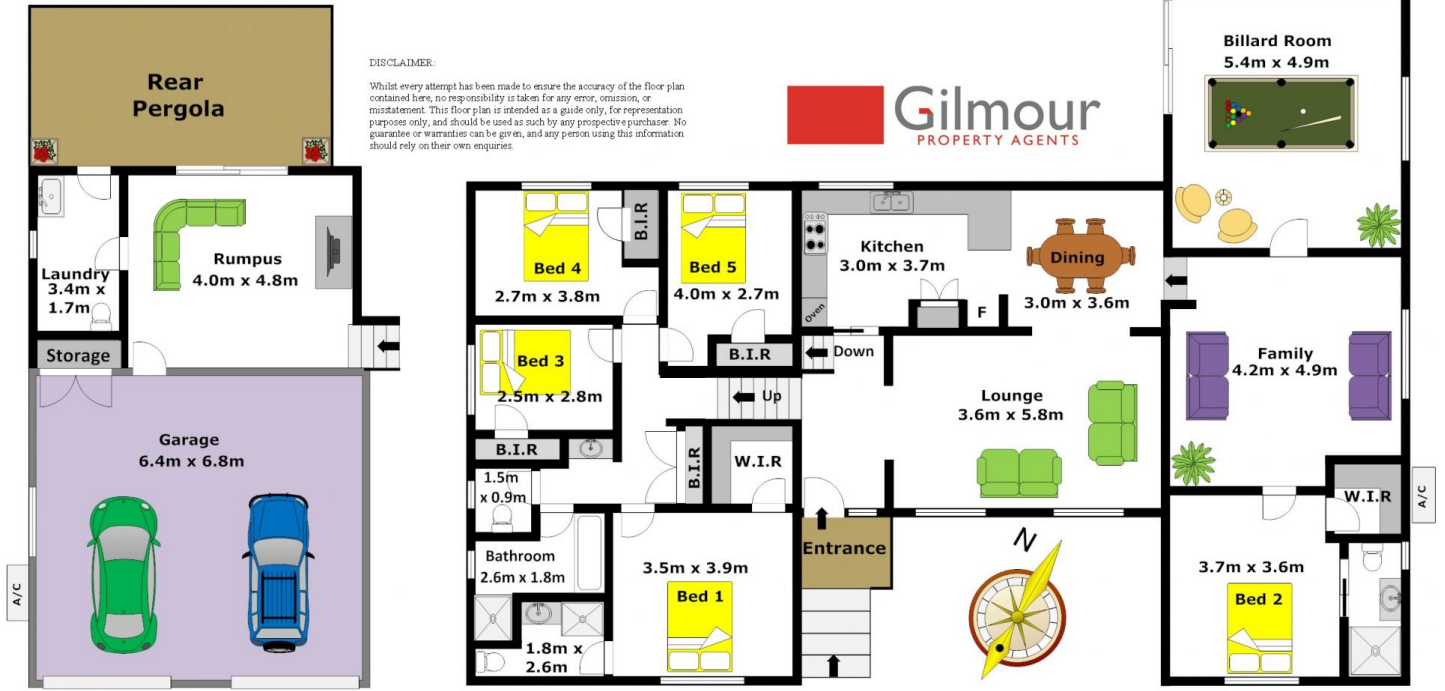 Rear
Pergola
DISCLAIMER:
Whilst every attempt has been made to ensure the accuracy of the floor plan
contained here, no responsibility is taken for any error, omission, or
misstatement. This floor plan is intended as a guide only, for representation
purposes only, and should be used as such by any prospective purchaser. No
guarantee or warranties can be given, and any person using this information
should rely on their own enquiries.
Gilmour
PROPERTY AGENTS
Billard Room
5.4m x 4.9m
Laundry
3.4m x
1.7m
Rumpus
4.0m x 4.8m
Storage
Garage
6.4m x 6.8m
A/C
Bed 4
2.7m x 3.8m
B.I.R
Bed 5
4.0m x 2.7m
B.I.R
Bed 3
2.5m x 2.8m
B.I.R
Up
Down
B.I.R
W.I.R
1.5m
x 0.9m
Bathroom
2.6m x 1.8m
1.8m x
2.6m
3.5m x 3.9m
Bed 1
Kitchen
3.0m x 3.7m
Oven
F
Dining
3.0m x 3.6m
Lounge
3.6m x 5.8m
Entrance
N
Family
4.2m x 4.9m
W.I.R
A/C
3.7m x 3.6m
Bed 2